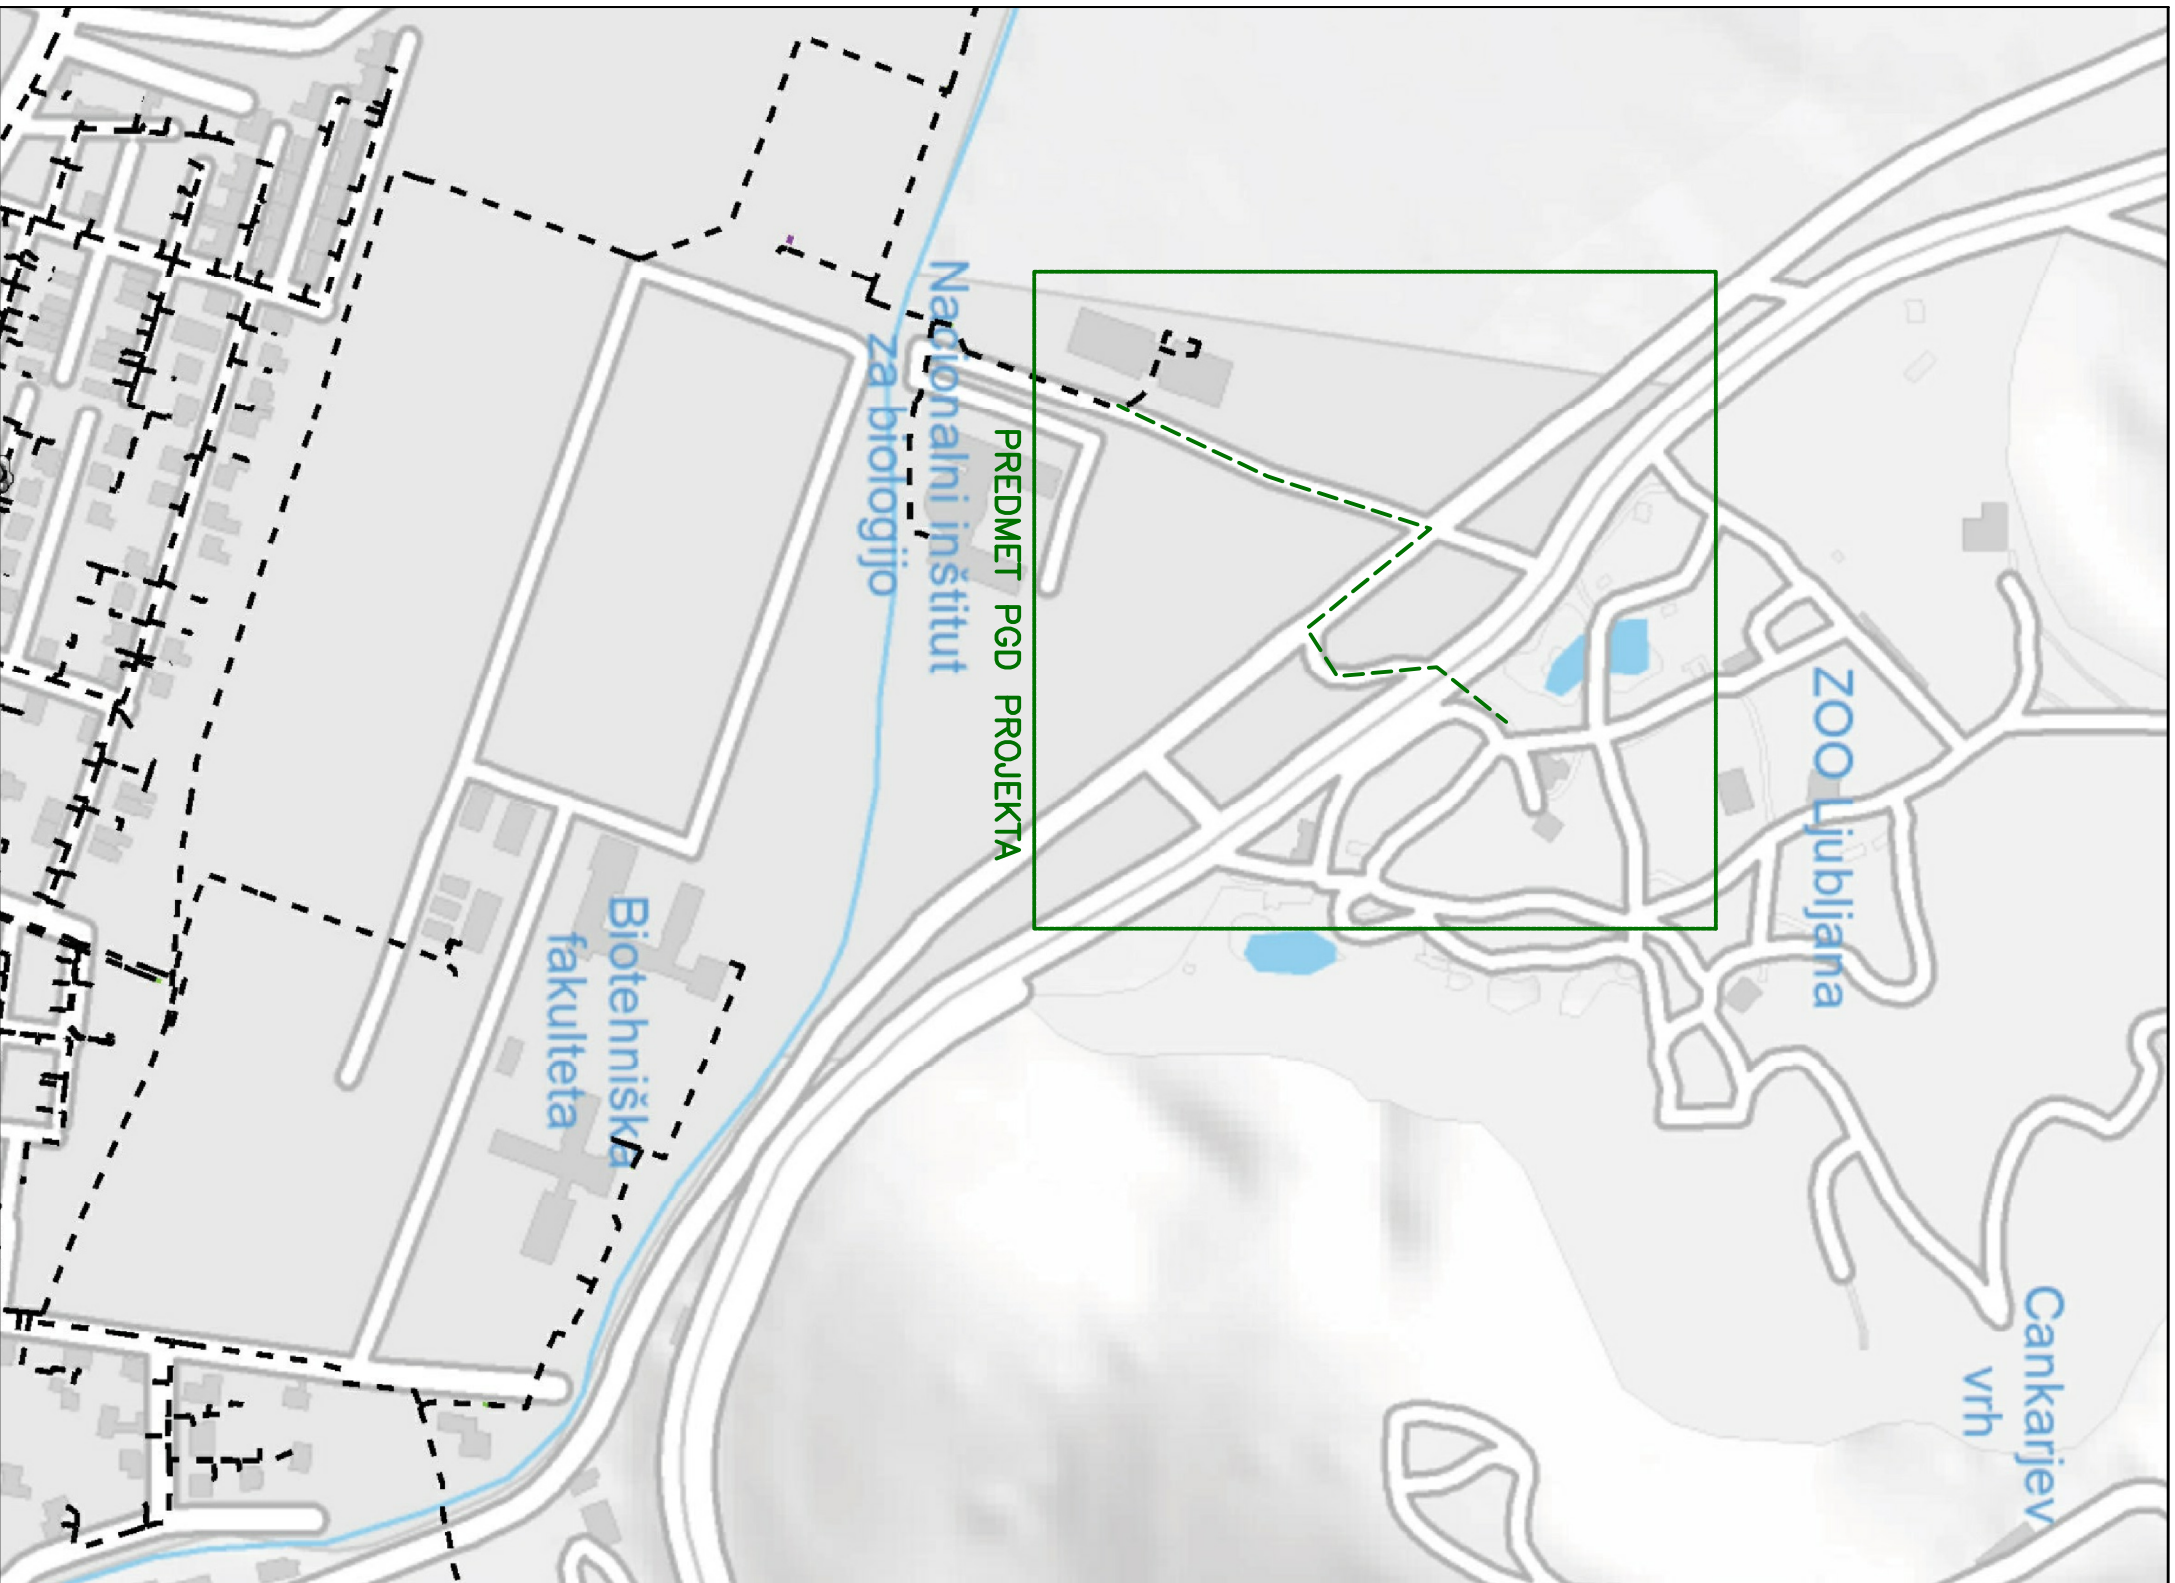 Cankarjev
vrh
ZOO Ljubljana
PREDMET PGD PROJEKTA
Nacionalni inštitut
za biologijo
Biotehniška
fakulteta